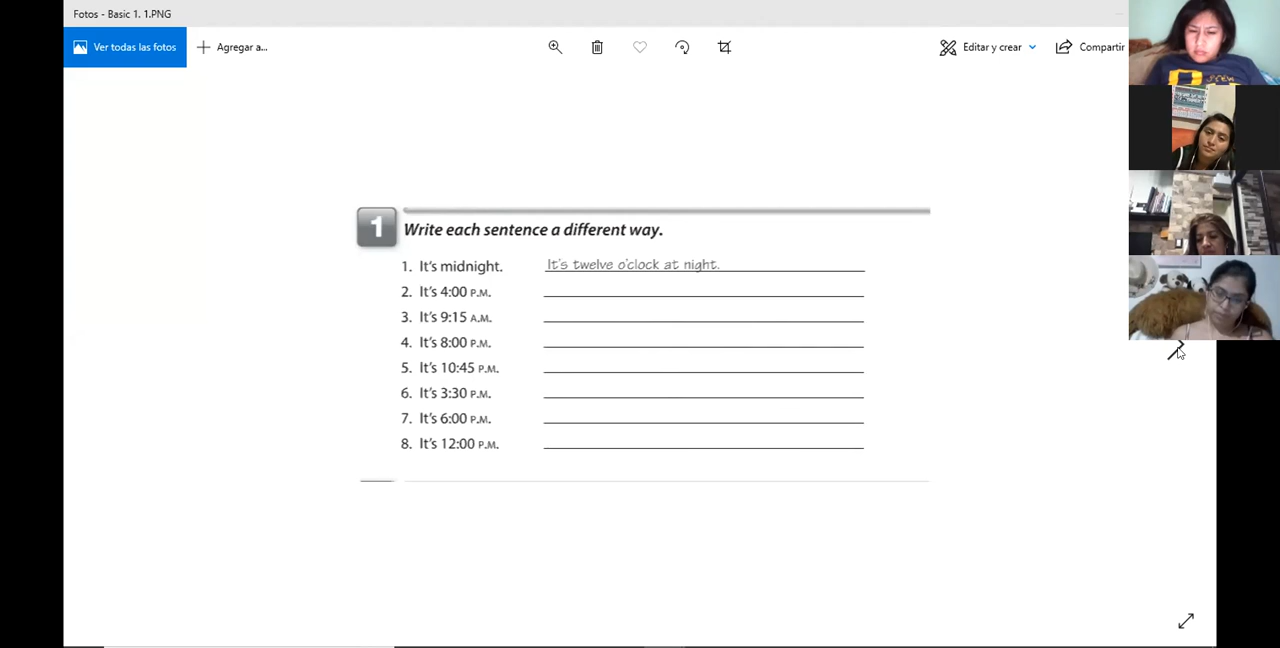 Fotos - Basic 1. 1.PNG
Ver todas las fotos
Agregar a...
Editar y crear
Compartir
1 Write each sentence a different way.
1. It's midnight. It's twelve o'clock at night.
2. It's 4:00 P.M.
3. It's 9:15 A.M.
4. It's 8:00 P.M.
5. It's 10:45 P.M.
6. It's 3:30 P.M.
7. It's 6:00 P.M.
8. It's 12:00 P.M.